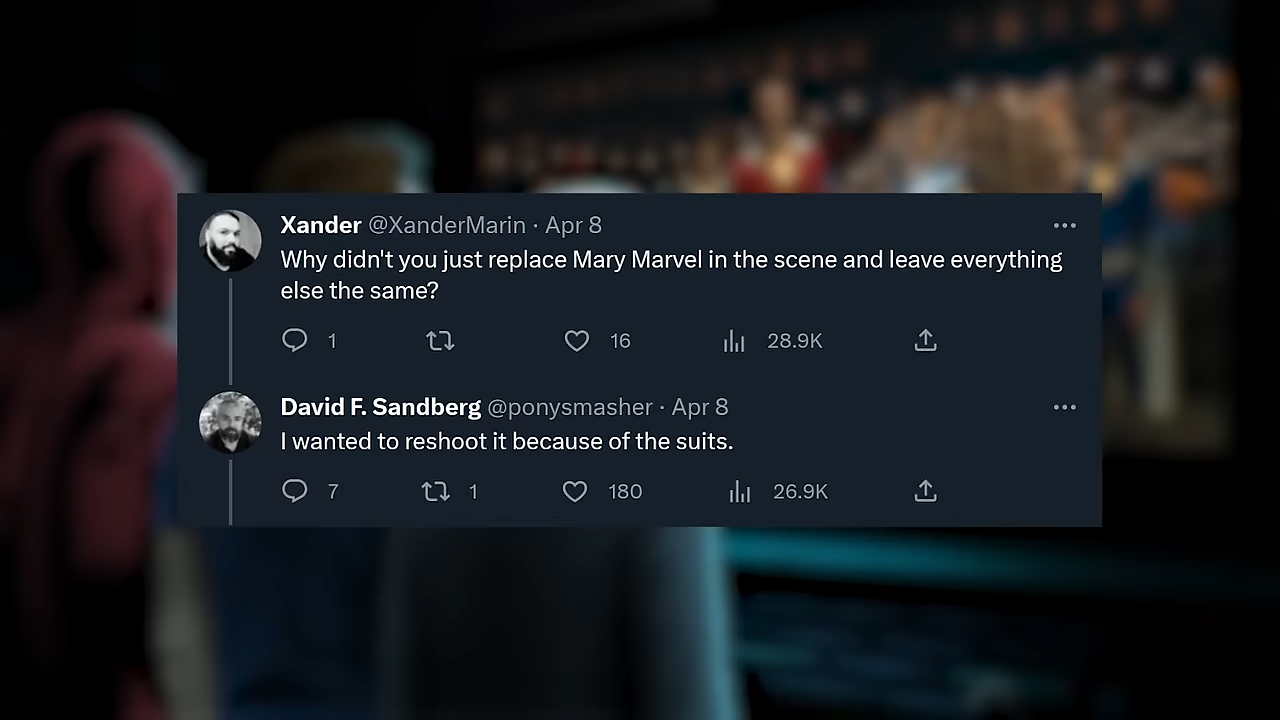 Xander @XanderMarin · Apr 8
Why didn't you just replace Mary Marvel in the scene and leave everything
else the same?
1 16 28.9K
David F. Sandberg @ponysmasher · Apr 8
I wanted to reshoot it because of the suits.
7 1 180 26.9K